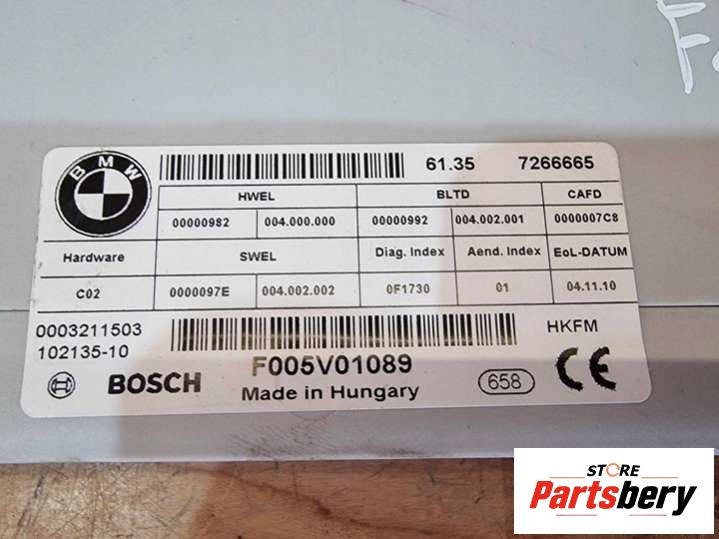 F
BMW
61.35 7266665
HWEL BLTD CAFD
00000982 004.000.000 00000992 004.002.001 0000007C8
Hardware SWEL Diag. Index Aend. Index EoL-DATUM
C02 0000097E 004.002.002 0F1730 01 04.11.10
0003211503
102135-10
HKFM
F005V01089
BOSCH
Made in Hungary
658
CE
STORE
Partsbery